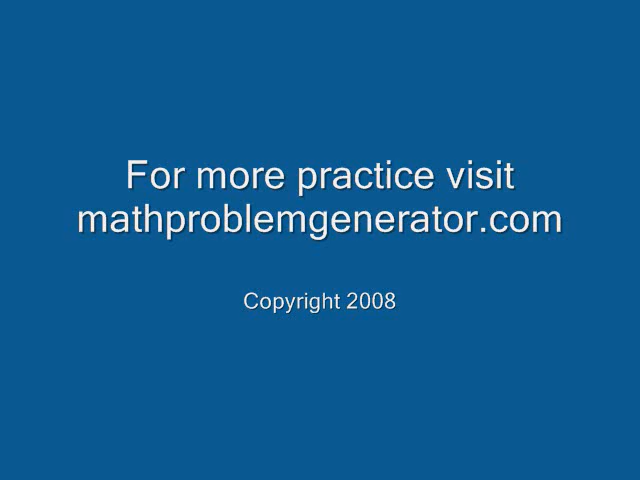 For more practice visit
mathproblemgenerator.com
Copyright 2008